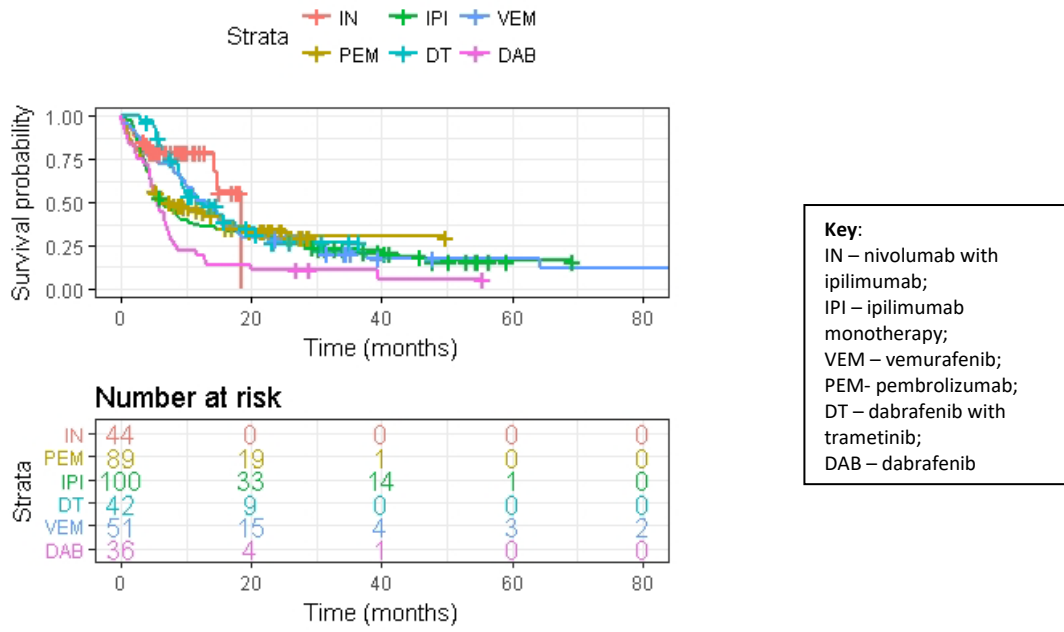 Strata IN IPI VEM
PEM DT DAB
Survival probability
1.00
0.75
0.50
0.25
0.00
0 20 40 60 80
Time (months)
Number at risk
Strata
IN 44 0 0 0 0
PEM 89 19 1 0 0
IPI 100 33 14 1 0
DT 42 9 0 0 0
VEM 51 15 4 3 2
DAB 36 4 1 0 0
0 20 40 60 80
Time (months)
Key:
IN – nivolumab with
ipilimumab;
IPI – ipilimumab
monotherapy;
VEM – vemurafenib;
PEM- pembrolizumab;
DT – dabrafenib with
trametinib;
DAB – dabrafenib